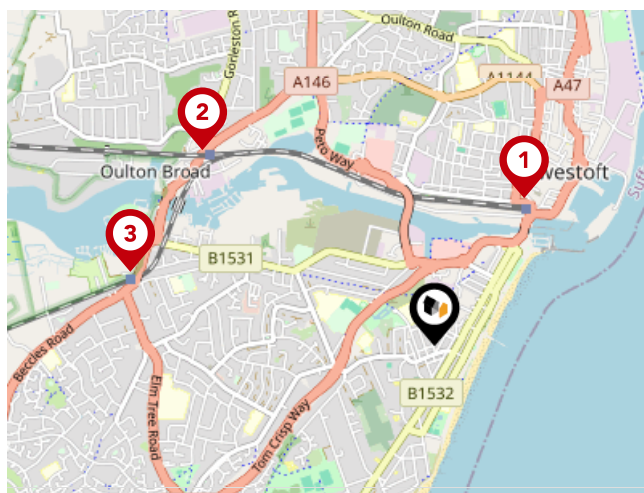 Gorleston R
Oulton Road
A146
A1144
A47
2
Peto Way
1
Oulton Broad
westoft
3
B1531
Beccles Road
Elm Tree Road
Tom Crisp Way
B1532